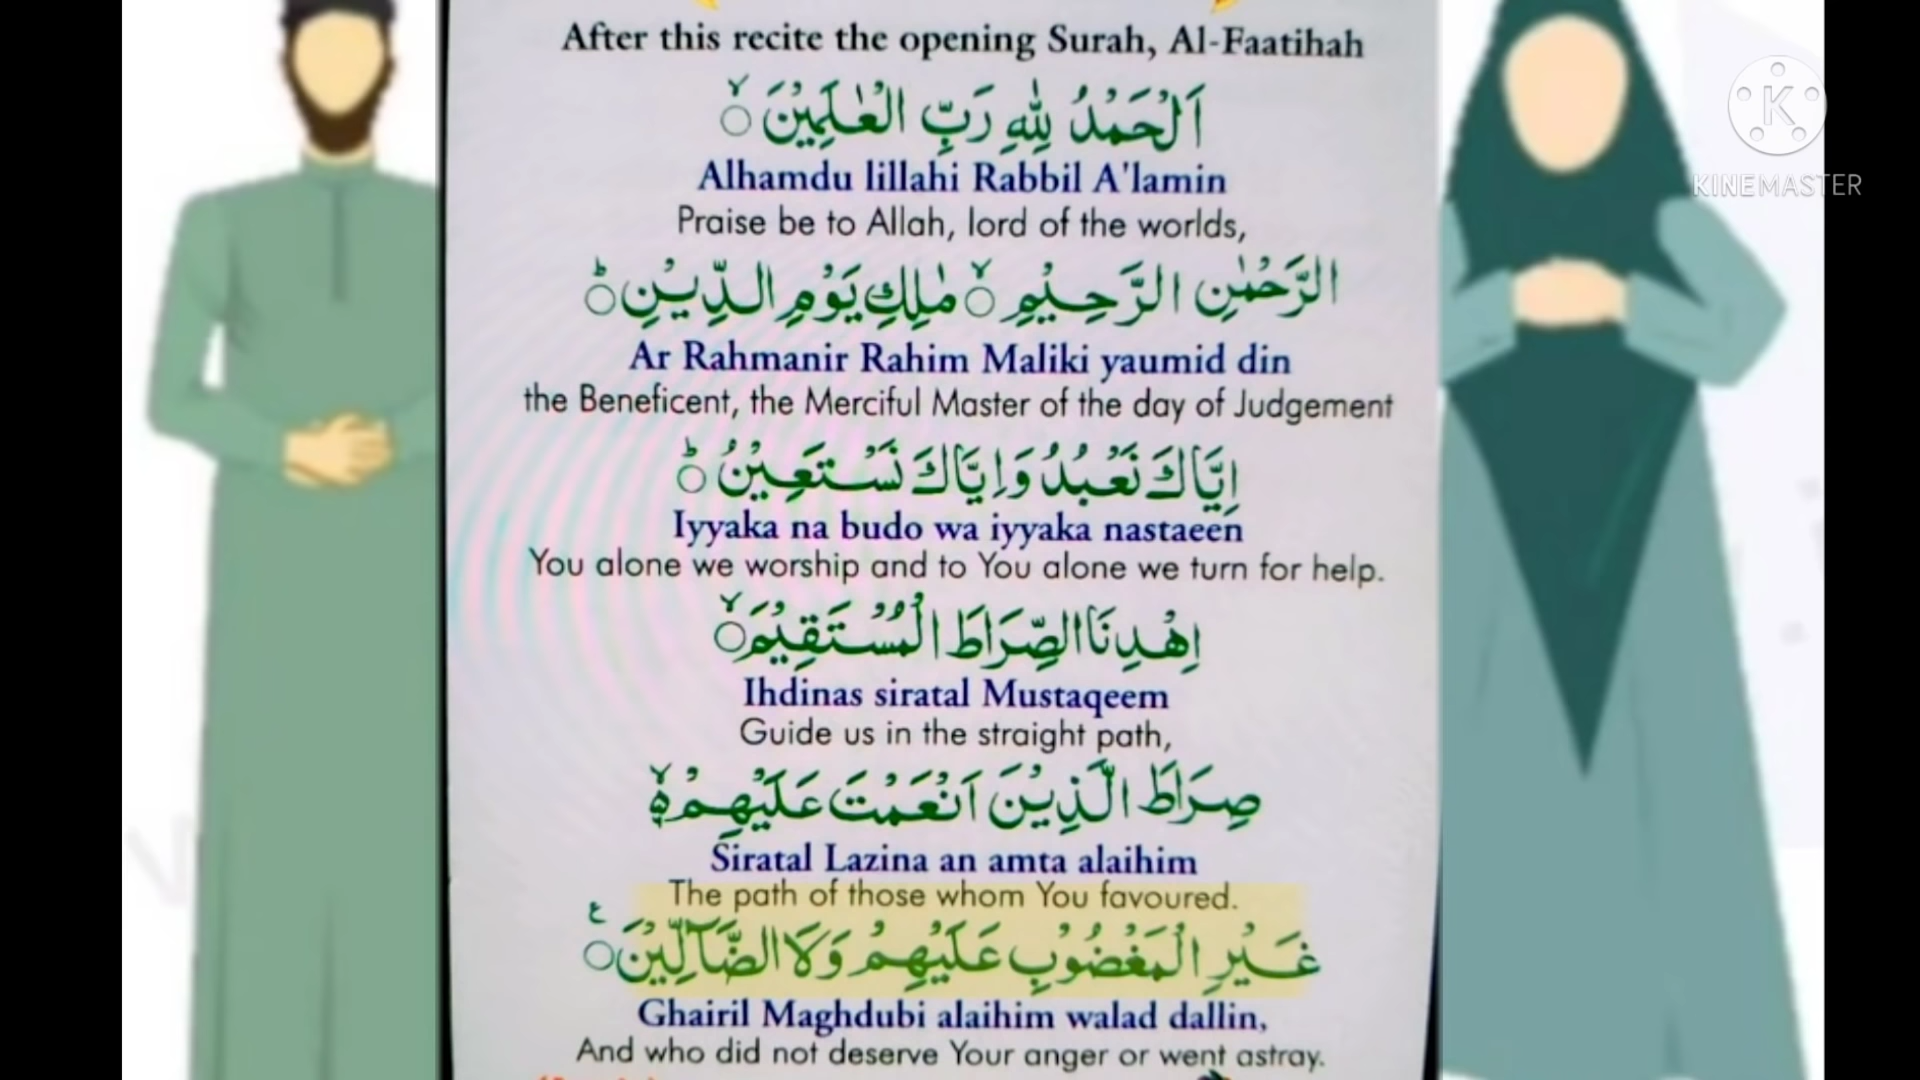 After this recite the opening Surah, Al-Faatihah
اَلْحَمْدُ لِلّٰهِ رَبِّ الْعٰلَمِيْنَ ۙ
Alhamdu lillahi Rabbil A'lamin
Praise be to Allah, lord of the worlds,
الرَّحْمٰنِ الرَّحِيْمِ ۙ مٰلِكِ يَوْمِ الدِّيْنِ ؕ
Ar Rahmanir Rahim Maliki yaumid din
the Beneficent, the Merciful Master of the day of Judgement
اِيَّاكَ نَعْبُدُ وَاِيَّاكَ نَسْتَعِيْنُ ؕ
Iyyaka na budo wa iyyaka nastaeen
You alone we worship and to You alone we turn for help.
اِهْدِنَا الصِّرَاطَ الْمُسْتَقِيْمَ ۙ
Ihdinas siratal Mustaqeem
Guide us in the straight path,
صِرَاطَ الَّذِيْنَ اَنْعَمْتَ عَلَيْهِمْ ۙ
Siratal Lazina an amta alaihim
The path of those whom You favoured.
غَيْرِ الْمَغْضُوْبِ عَلَيْهِمْ وَلَا الضَّآلِّيْنَ ع
Ghairil Maghdubi alaihim walad dallin,
And who did not deserve Your anger or went astray.
K
KINEMASTER